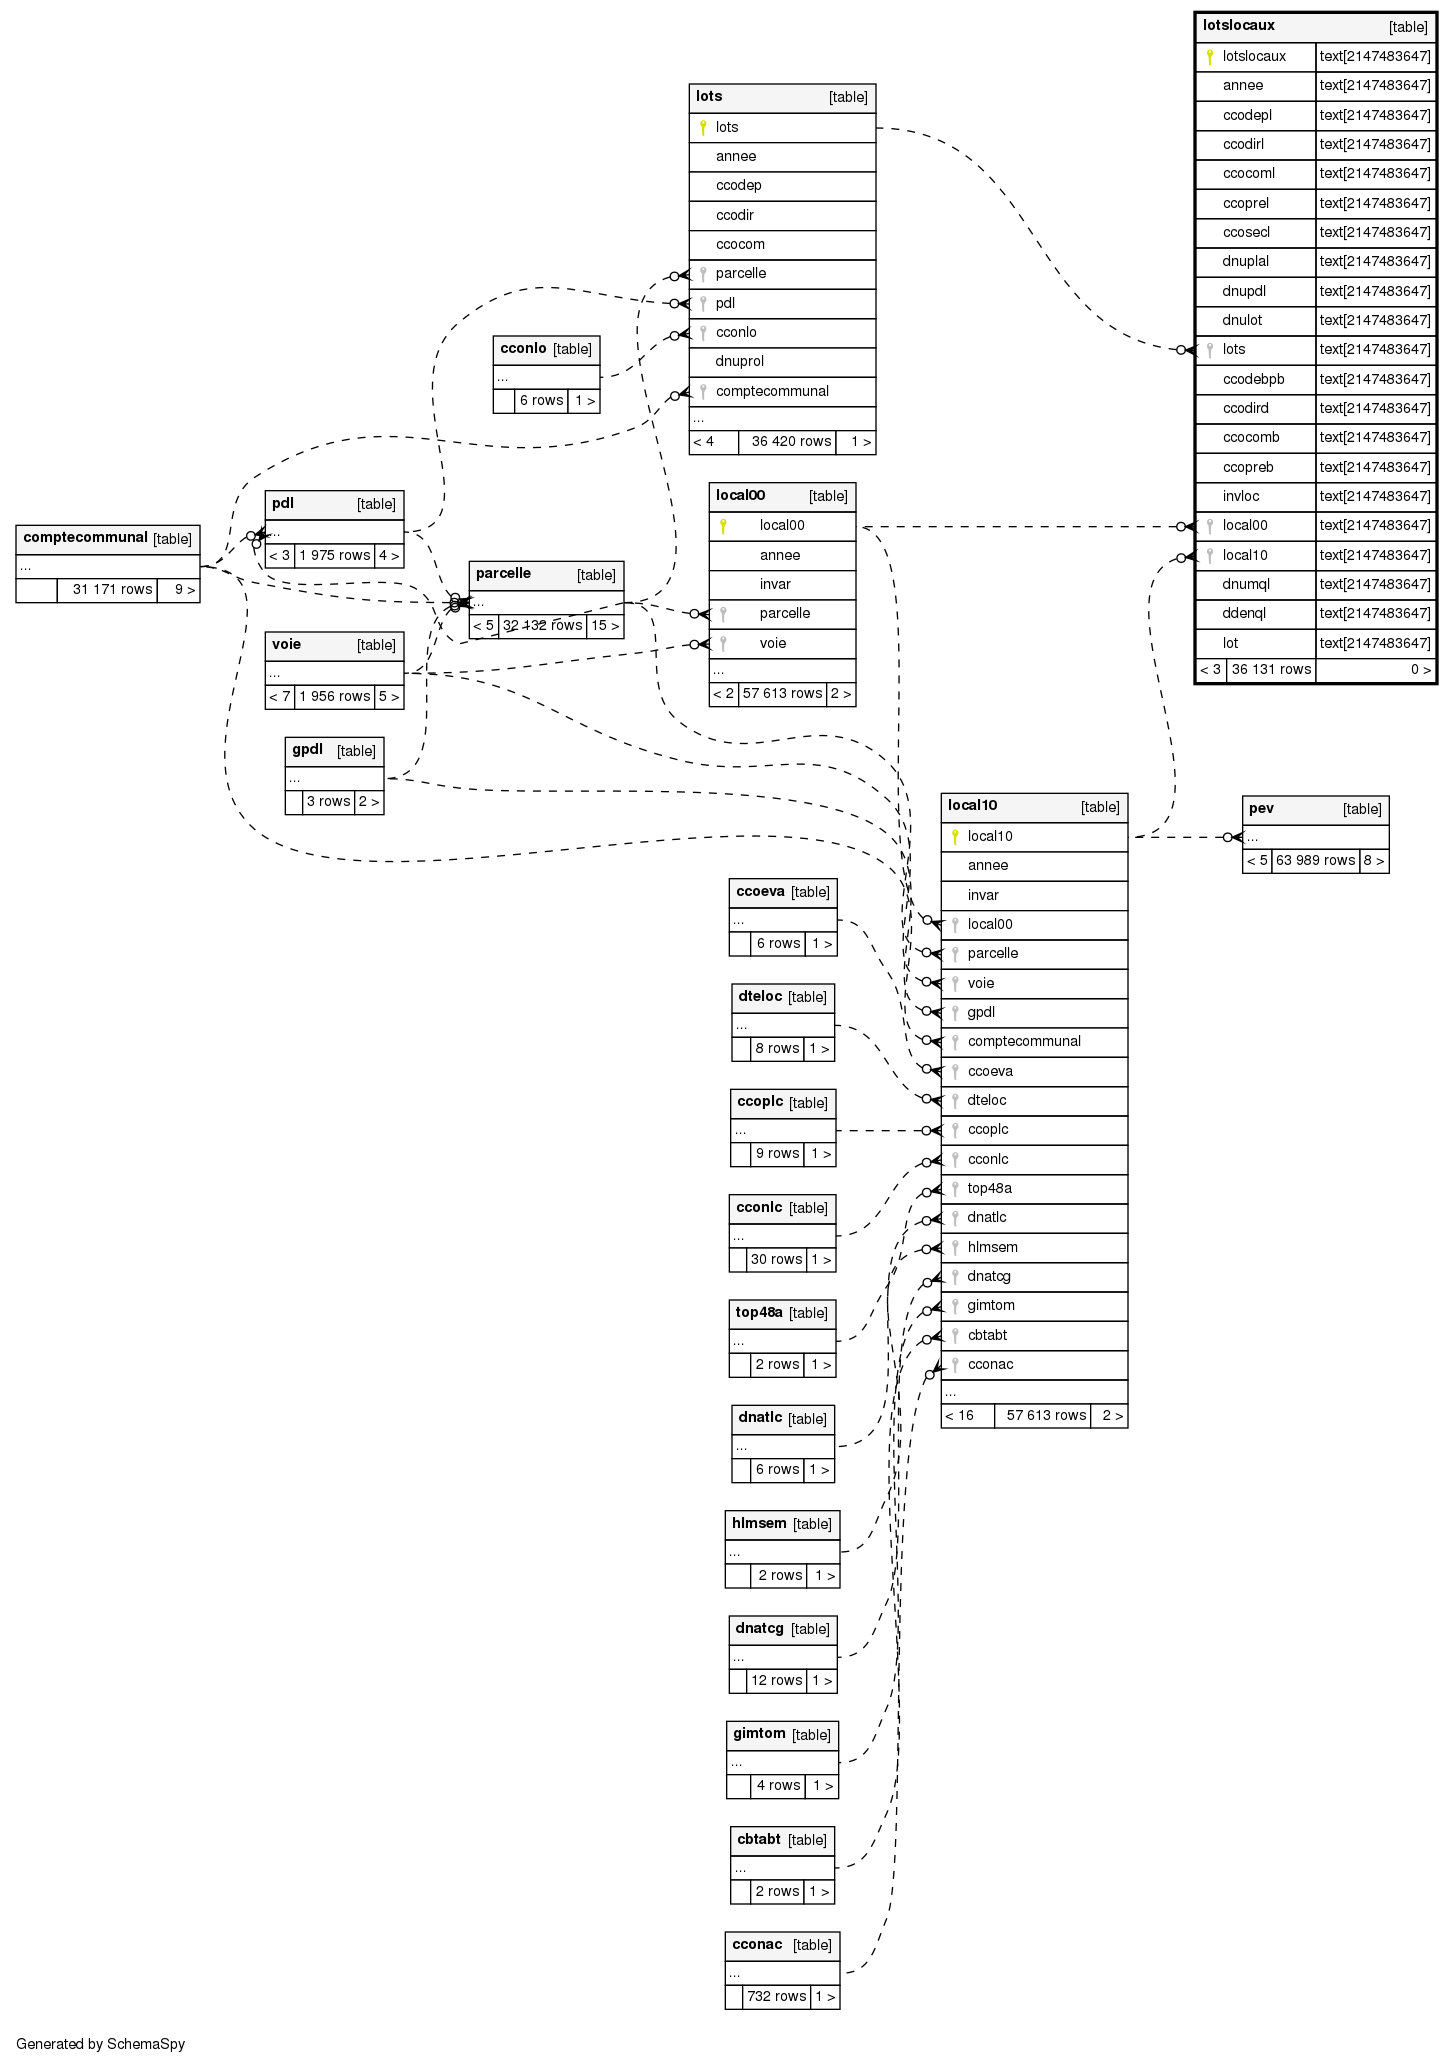 lotslocaux [table]
lotslocaux text[2147483647]
annee text[2147483647]
ccodepl text[2147483647]
ccodirl text[2147483647]
ccocoml text[2147483647]
ccoprel text[2147483647]
ccosecl text[2147483647]
dnuplal text[2147483647]
dnupdl text[2147483647]
dnulot text[2147483647]
lots text[2147483647]
ccodebpb text[2147483647]
ccodird text[2147483647]
ccocomb text[2147483647]
ccopreb text[2147483647]
invloc text[2147483647]
local00 text[2147483647]
local10 text[2147483647]
dnumql text[2147483647]
ddenql text[2147483647]
lot text[2147483647]
< 3 36 131 rows 0 >
lots [table]
lots
annee
ccodep
ccodir
ccocom
parcelle
pdl
cconlo
dnuprol
comptecommunal
...
< 4 36 420 rows 1 >
cconlo [table]
...
6 rows 1 >
pdl [table]
...
< 3 1 975 rows 4 >
comptecommunal [table]
...
31 171 rows 9 >
parcelle [table]
...
< 5 32 132 rows 15 >
local00 [table]
local00
annee
invar
parcelle
voie
...
< 2 57 613 rows 2 >
voie [table]
...
< 7 1 956 rows 5 >
gpdl [table]
...
3 rows 2 >
local10 [table]
local10
annee
invar
local00
parcelle
voie
gpdl
comptecommunal
ccoeva
dteloc
ccoplc
cconlc
top48a
dnatlc
hlmsem
dnatcg
gimtom
cbtabt
cconac
...
< 16 57 613 rows 2 >
pev [table]
...
< 5 63 989 rows 8 >
ccoeva [table]
...
6 rows 1 >
dteloc [table]
...
8 rows 1 >
ccoplc [table]
...
9 rows 1 >
cconlc [table]
...
30 rows 1 >
top48a [table]
...
2 rows 1 >
dnatlc [table]
...
6 rows 1 >
hlmsem [table]
...
2 rows 1 >
dnatcg [table]
...
12 rows 1 >
gimtom [table]
...
4 rows 1 >
cbtabt [table]
...
2 rows 1 >
cconac [table]
...
732 rows 1 >
Generated by SchemaSpy